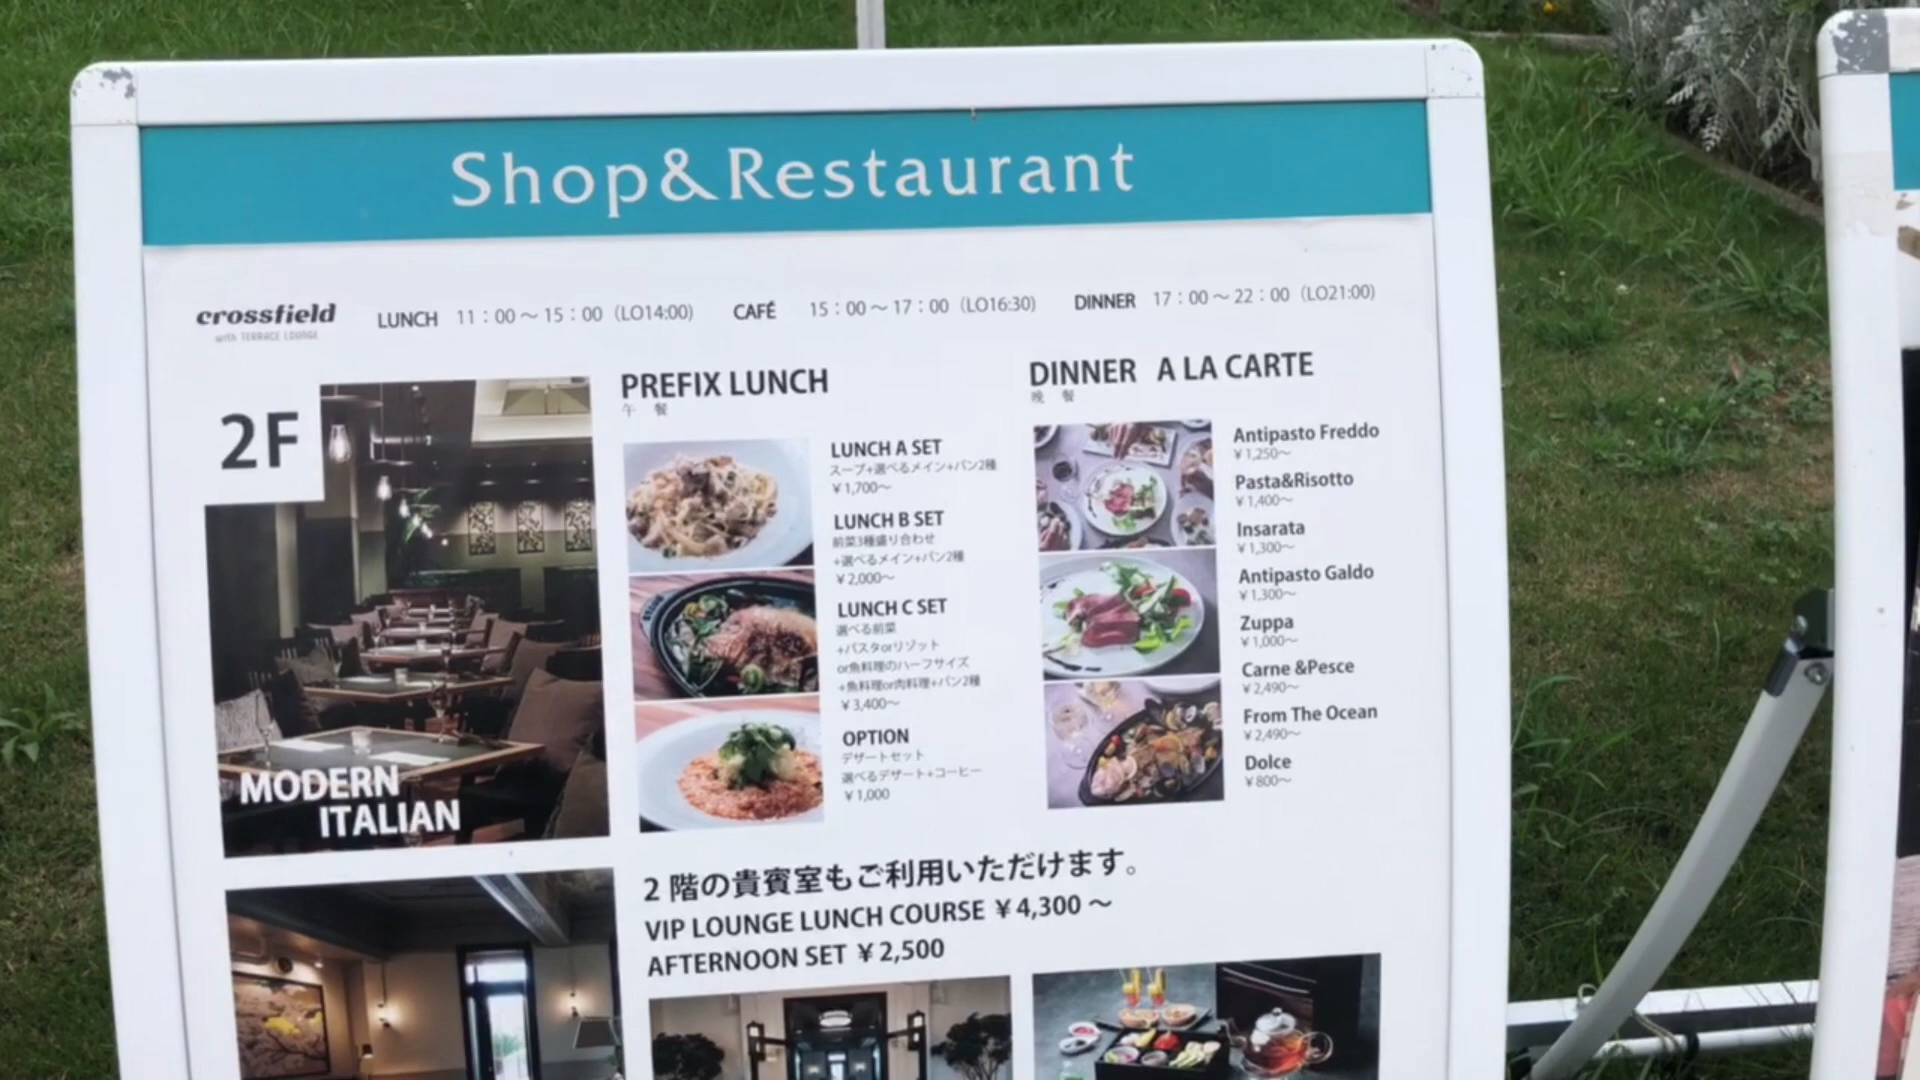 Shop&Restaurant
crossfield
with TERRACE LOUNGE
LUNCH 11:00～15:00（LO14:00) CAFÉ 15:00～17:00（LO16:30) DINNER 17:00～22:00（LO21:00)
2F
MODERN
ITALIAN
PREFIX LUNCH
午 餐
LUNCH A SET
スープ+選べるメイン+パン2種
￥1,700～
LUNCH B SET
前菜3種盛り合わせ
+選べるメイン+パン2種
￥2,000～
LUNCH C SET
選べる前菜
+パスタorリゾット
or魚料理のハーフサイズ
+魚料理or肉料理+パン2種
￥3,400～
OPTION
デザートセット
選べるデザート+コーヒー
￥1,000
DINNER A LA CARTE
晩 餐
Antipasto Freddo
￥1,250～
Pasta&Risotto
￥1,400～
Insarata
￥1,300～
Antipasto Galdo
￥1,300～
Zuppa
￥1,000～
Carne &Pesce
￥2,490～
From The Ocean
￥2,490～
Dolce
￥800～
2 階の貴賓室もご利用いただけます。
VIP LOUNGE LUNCH COURSE ￥4,300 ～
AFTERNOON SET ￥2,500